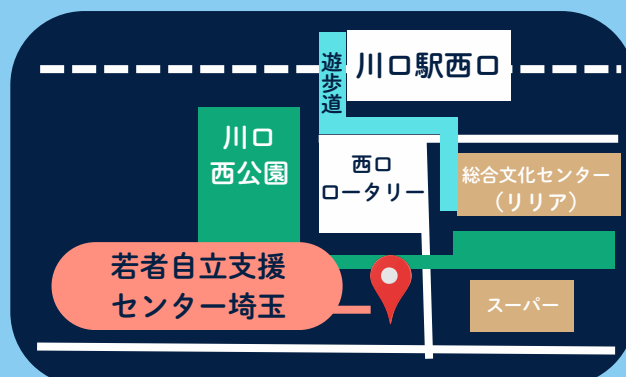 川口駅西口
遊歩道
川口
西公園
西口
ロータリー
総合文化センター
（リリア）
若者自立支援
センター埼玉
スーパー